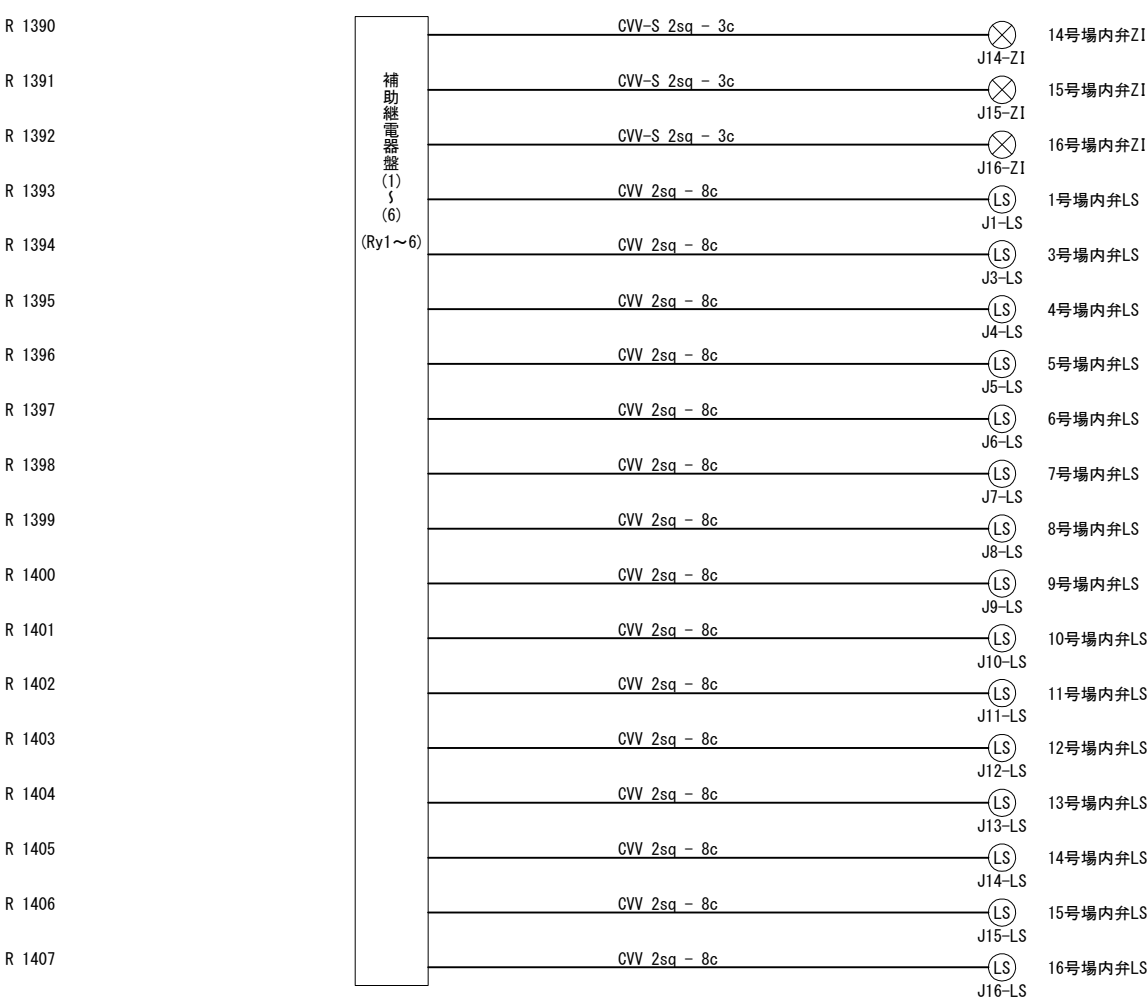 R 1390
CVV-S 2sq - 3c
14号場内弁ZI
J14-ZI
R 1391
CVV-S 2sq - 3c
15号場内弁ZI
J15-ZI
R 1392
CVV-S 2sq - 3c
16号場内弁ZI
J16-ZI
補助継電器盤(1)~(6)
(Ry1~6)
R 1393
CVV 2sq - 8c
LS
1号場内弁LS
J1-LS
R 1394
CVV 2sq - 8c
LS
3号場内弁LS
J3-LS
R 1395
CVV 2sq - 8c
LS
4号場内弁LS
J4-LS
R 1396
CVV 2sq - 8c
LS
5号場内弁LS
J5-LS
R 1397
CVV 2sq - 8c
LS
6号場内弁LS
J6-LS
R 1398
CVV 2sq - 8c
LS
7号場内弁LS
J7-LS
R 1399
CVV 2sq - 8c
LS
8号場内弁LS
J8-LS
R 1400
CVV 2sq - 8c
LS
9号場内弁LS
J9-LS
R 1401
CVV 2sq - 8c
LS
10号場内弁LS
J10-LS
R 1402
CVV 2sq - 8c
LS
11号場内弁LS
J11-LS
R 1403
CVV 2sq - 8c
LS
12号場内弁LS
J12-LS
R 1404
CVV 2sq - 8c
LS
13号場内弁LS
J13-LS
R 1405
CVV 2sq - 8c
LS
14号場内弁LS
J14-LS
R 1406
CVV 2sq - 8c
LS
15号場内弁LS
J15-LS
R 1407
CVV 2sq - 8c
LS
16号場内弁LS
J16-LS